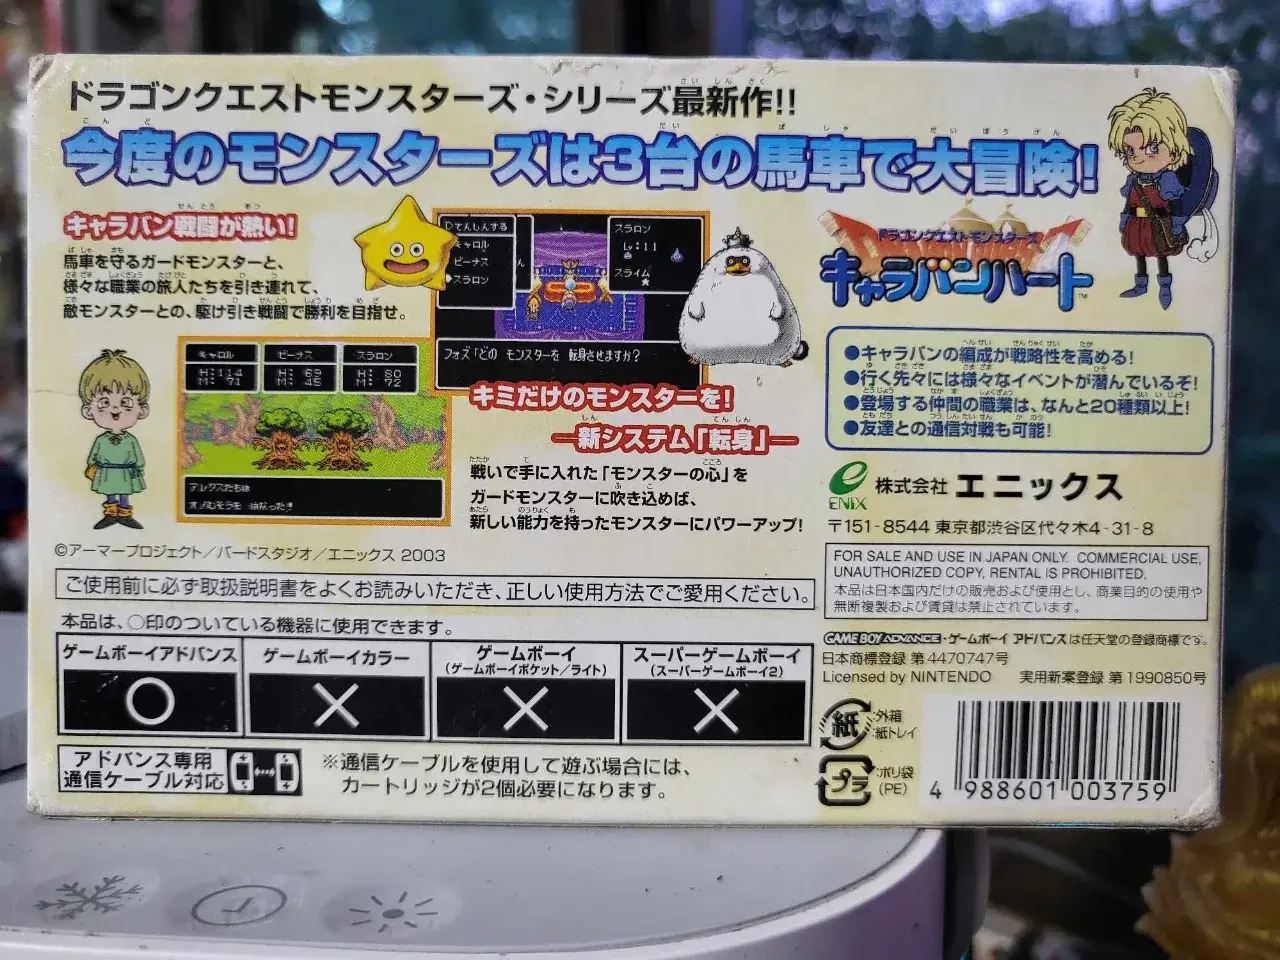 ドラゴンクエストモンスターズ・シリーズ最新作!!
今度のモンスターズは3台の馬車で大冒険!
キャラバン戦闘が熱い!
馬車を守るガードモンスターと、
様々な職業の旅人たちを引き連れて、
敵モンスターとの、駆け引き戦闘で勝利を目指せ。
てんしんする
キャロル
ビーナス
スラロン
スラロン
Lv:11
スライム
フォズ「どの モンスターを 転身させますか?
キャロル ビーナス スラロン
H:114 H: 69 H: 80
M: 71 M: 45 M: 72
アレクスたちは
キミだけのモンスターを!
新システム「転身」
戦いで手に入れた「モンスターの心」を
ガードモンスターに吹き込めば、
新しい能力を持ったモンスターにパワーアップ!
ドラゴンクエストモンスターズ
キャラバンハート™
●キャラバンの編成が戦略性を高める!
●行く先々には様々なイベントが潜んでいるぞ!
●登場する仲間の職業は、なんと20種類以上!
●友達との通信対戦も可能!
ENIX
株式会社 エニックス
〒151-8544 東京都渋谷区代々木4-31-8
©アーマープロジェクト/バードスタジオ/エニックス 2003
ご使用前に必ず取扱説明書をよくお読みいただき、正しい使用方法でご愛用ください。
FOR SALE AND USE IN JAPAN ONLY. COMMERCIAL USE,
UNAUTHORIZED COPY, RENTAL IS PROHIBITED.
本品は日本国内だけの販売および使用とし、商業目的の使用や
無断複製および賃貸は禁止されています。
本品は、○印のついている機器に使用できます。
ゲームボーイアドバンス ゲームボーイカラー ゲームボーイ スーパーゲームボーイ
(ゲームボーイポケット/ライト) (スーパーゲームボーイ2)
○ × × ×
GAME BOY ADVANCE・ゲームボーイ アドバンスは任天堂の登録商標です。
日本商標登録 第4470747号
Licensed by NINTENDO 実用新案登録 第1990850号
アドバンス専用
通信ケーブル対応
※通信ケーブルを使用して遊ぶ場合には、
カートリッジが2個必要になります。
紙 :外箱
紙トレイ
プラ :ポリ袋
(PE)
4 988601 003759